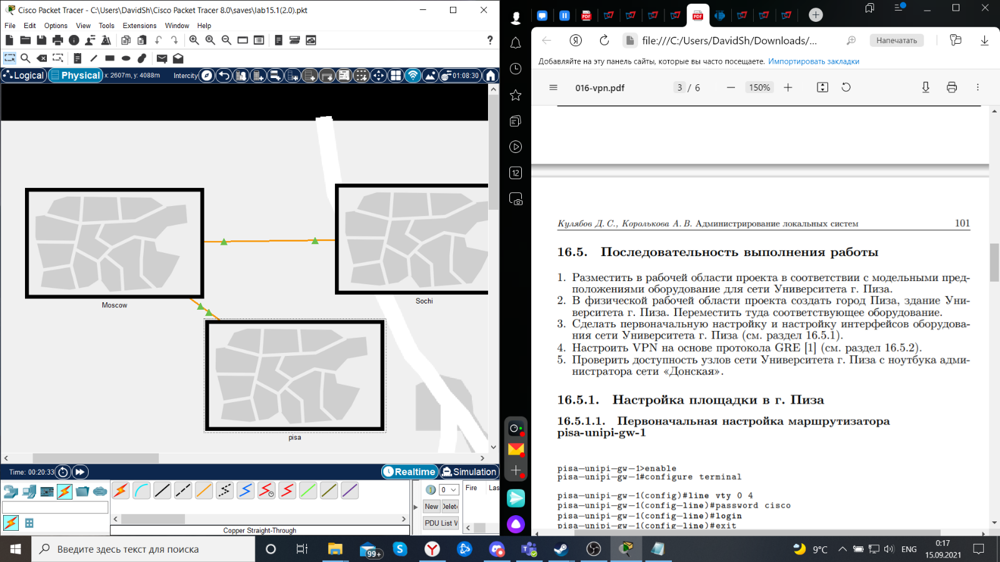 Cisco Packet Tracer - C:\Users\DavidSh\Cisco Packet Tracer 8.0\saves\lab15.1(2.0).pkt
File Edit Options View Tools Extensions Window Help
?
Logical Physical x: 2607m, y: 4088m Intercity 01:08:30
Moscow
Sochi
pisa
Time: 00:20:33 Realtime Simulation
0
Fire Las
New
PDU List
Copper Straight-Through
PDF
PDF
file:///C:/Users/DavidSh/Downloads/...
Напечатать
Добавляйте на эту панель сайты, которые вы часто посещаете. Импортировать закладки
016-vpn.pdf 3 / 6 150%
12
Кулябов Д. С., Королькова А. В. Администрирование локальных систем 101
16.5. Последовательность выполнения работы
1. Разместить в рабочей области проекта в соответствии с модельными пред-
положениями оборудование для сети Университета г. Пиза.
2. В физической рабочей области проекта создать город Пиза, здание Уни-
верситета г. Пиза. Переместить туда соответствующее оборудование.
3. Сделать первоначальную настройку и настройку интерфейсов оборудова-
ния сети Университета г. Пиза (см. раздел 16.5.1).
4. Настроить VPN на основе протокола GRE [1] (см. раздел 16.5.2).
5. Проверить доступность узлов сети Университета г. Пиза с ноутбука адми-
нистратора сети «Донская».
16.5.1. Настройка площадки в г. Пиза
16.5.1.1. Первоначальная настройка маршрутизатора
pisa-unipi-gw-1
pisa-unipi-gw-1>enable
pisa-unipi-gw-1#configure terminal
pisa-unipi-gw-1(config)#line vty 0 4
pisa-unipi-gw-1(config-line)#password cisco
pisa-unipi-gw-1(config-line)#login
pisa-unipi-gw-1(config-line)#exit
Введите здесь текст для поиска
99+
9°C
ENG
0:17
15.09.2021